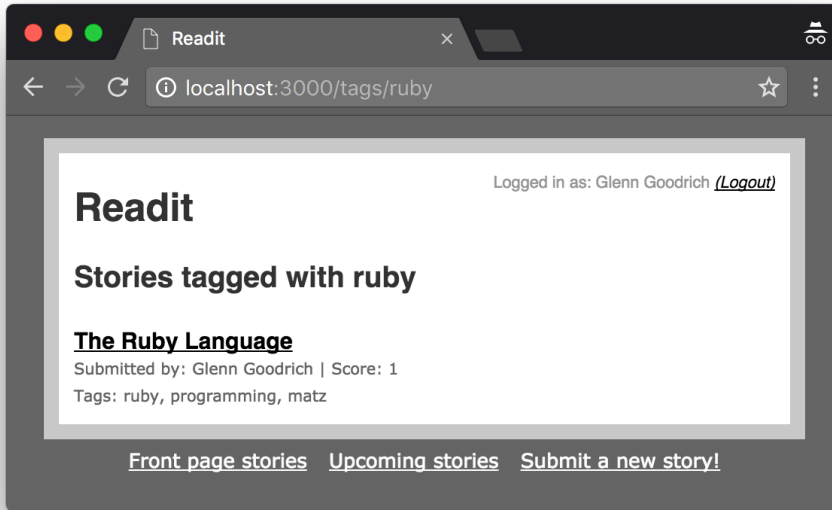 Readit
localhost:3000/tags/ruby
Logged in as: Glenn Goodrich (Logout)
Readit
Stories tagged with ruby
The Ruby Language
Submitted by: Glenn Goodrich | Score: 1
Tags: ruby, programming, matz
Front page stories Upcoming stories Submit a new story!